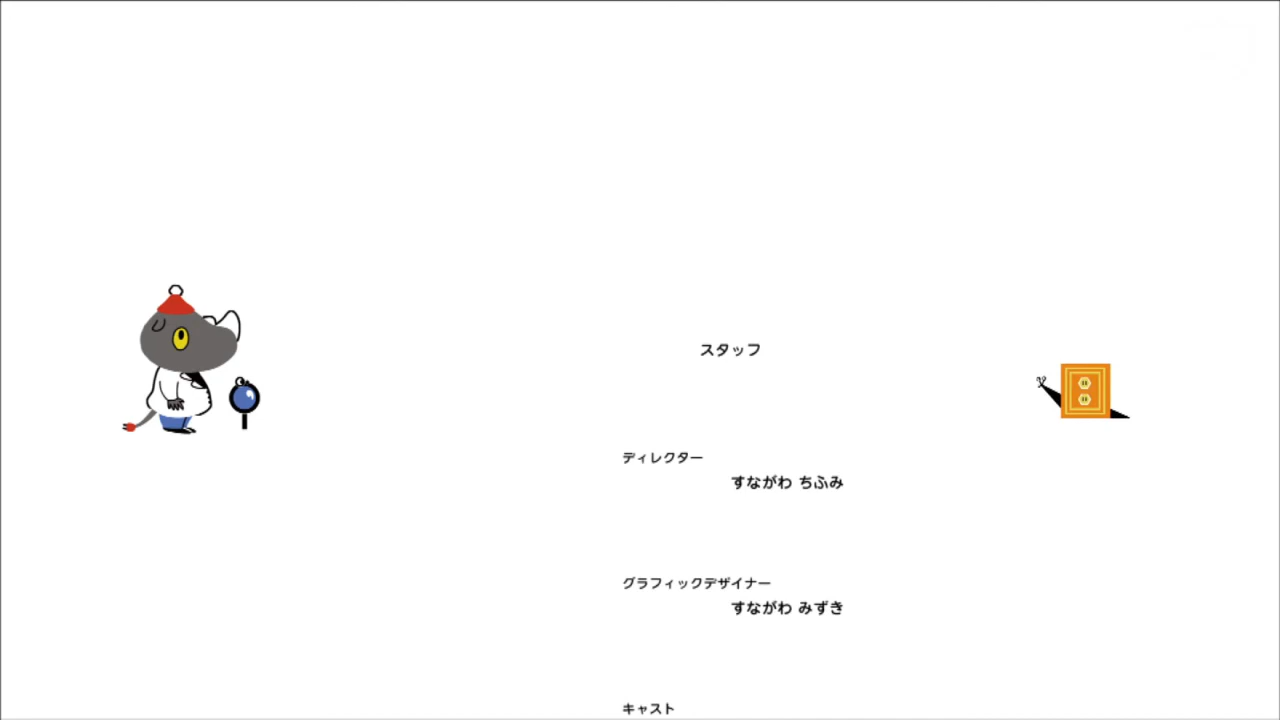 スタッフ
ディレクター
すながわ ちふみ
グラフィックデザイナー
すながわ みずき
キャスト